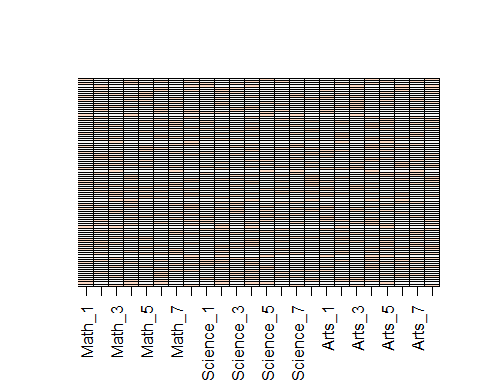 Math_1
Math_3
Math_5
Math_7
Science_1
Science_3
Science_5
Science_7
Arts_1
Arts_3
Arts_5
Arts_7